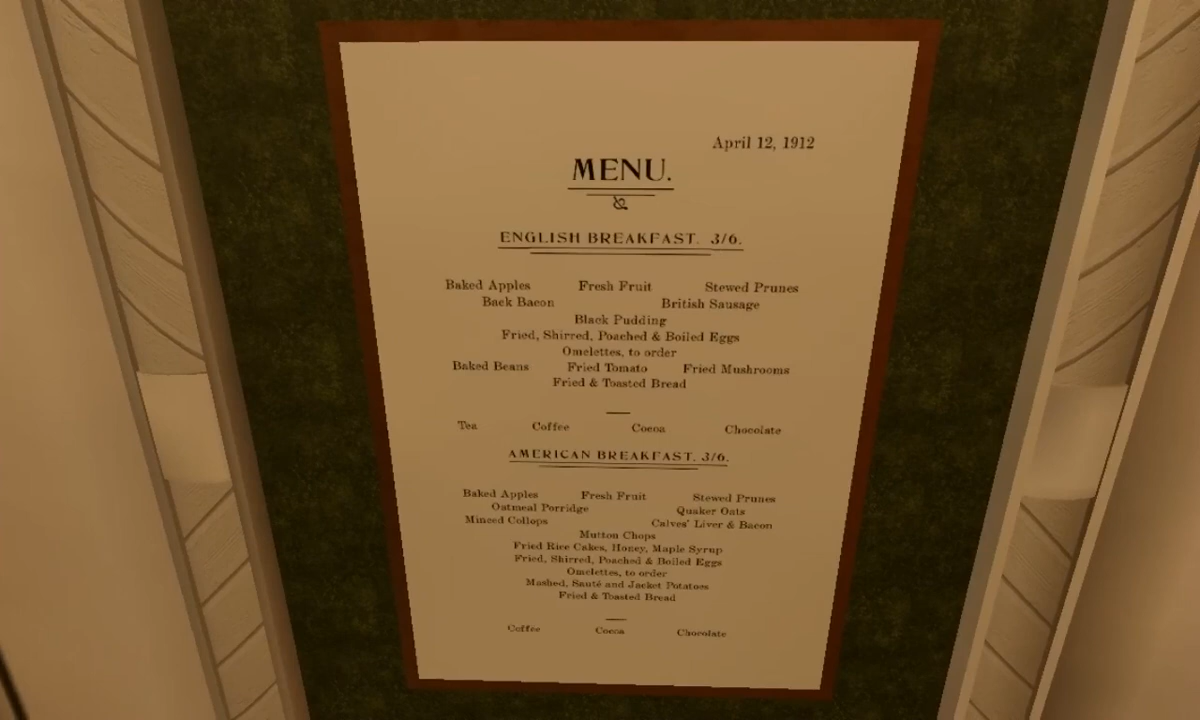 April 12, 1912
MENU.
ENGLISH BREAKFAST. 3/6.
Baked Apples Fresh Fruit Stewed Prunes
Back Bacon British Sausage
Black Pudding
Fried, Shirred, Poached & Boiled Eggs
Omelettes, to order
Baked Beans Fried Tomato Fried Mushrooms
Fried & Toasted Bread
Tea Coffee Cocoa Chocolate
AMERICAN BREAKFAST. 3/6.
Baked Apples Fresh Fruit Stewed Prunes
Oatmeal Porridge Quaker Oats
Minced Collops Calves' Liver & Bacon
Mutton Chops
Fried Rice Cakes, Honey, Maple Syrup
Fried, Shirred, Poached & Boiled Eggs
Omelettes, to order
Mashed, Sauté and Jacket Potatoes
Fried & Toasted Bread
Coffee Cocoa Chocolate